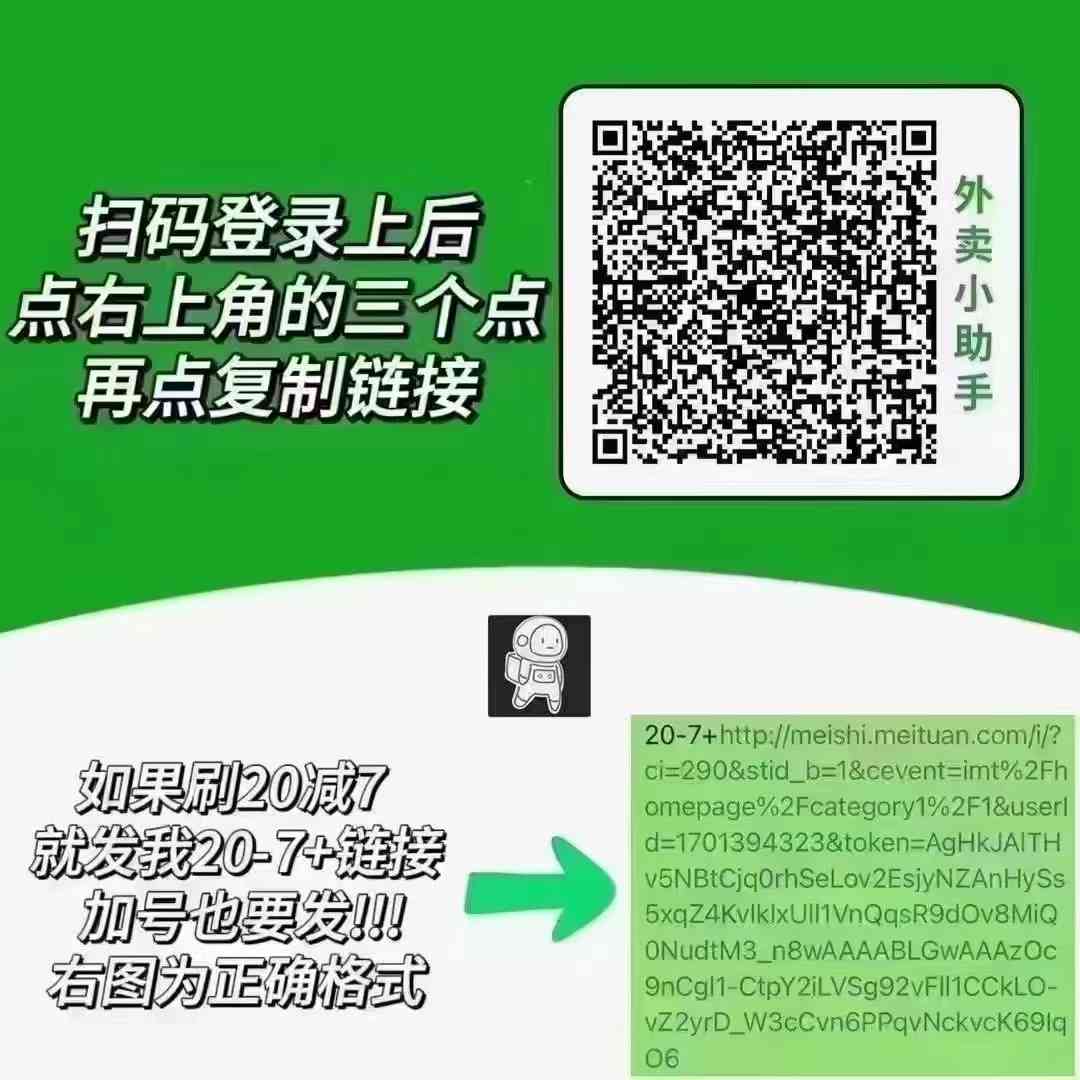 扫码登录上后
点右上角的三个点
再点复制链接
外卖小助手
如果刷20减7
就发我20-7+链接
加号也要发!!!
右图为正确格式
20-7+http://meishi.meituan.com/i/?
ci=290&stid_b=1&cevent=imt%2Fh
omepage%2Fcategory1%2F1&userI
d=1701394323&token=AgHkJAlTH
v5NBtCjq0rhSeLov2EsjyNZAnHySs
5xqZ4KvlklxUll1VnQqsR9dOv8MiQ
0NudtM3_n8wAAAABLGwAAAzOc
9nCgl1-CtpY2iLVSg92vFll1CCkLO-
vZ2yrD_W3cCvn6PPqvNckvcK69lq
O6